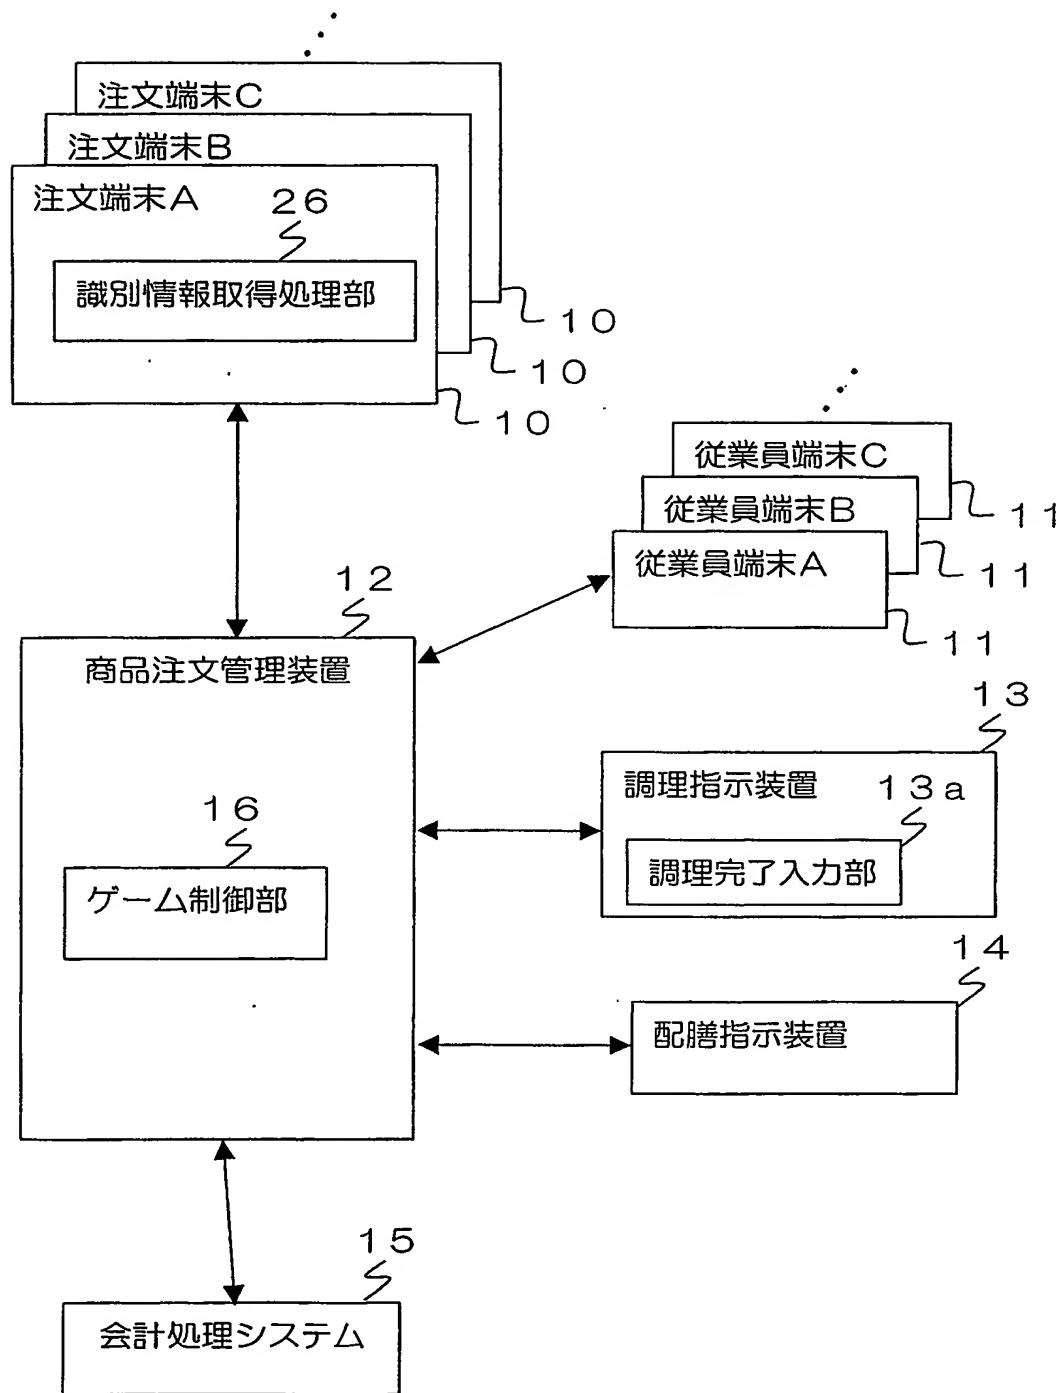 注文端末C
注文端末B
注文端末A
26
識別情報取得処理部
10
10
10
従業員端末C
従業員端末B
従業員端末A
11
11
11
12
商品注文管理装置
16
ゲーム制御部
13
調理指示装置
13a
調理完了入力部
14
配膳指示装置
15
会計処理システム